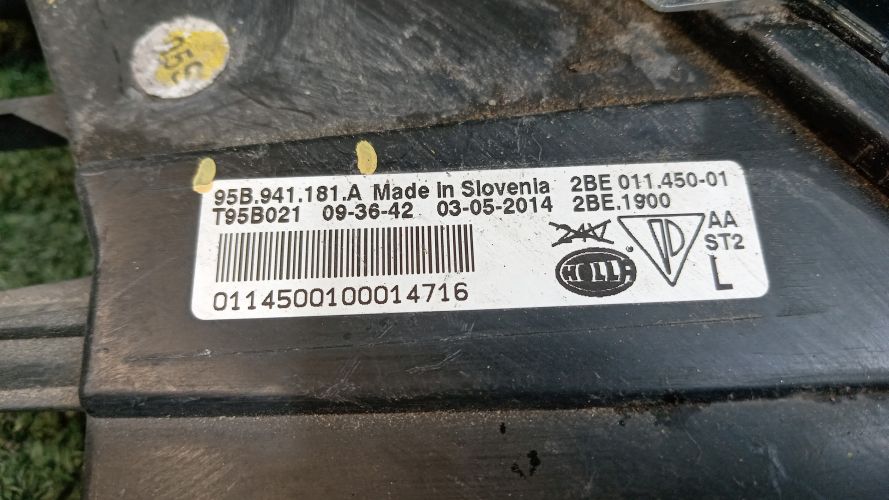 95B.941.181.A Made in Slovenia 2BE 011.450-01
T95B021 09-36-42 03-05-2014 2BE.1900
24V
AA
ST2
HELLA
L
0114500100014716